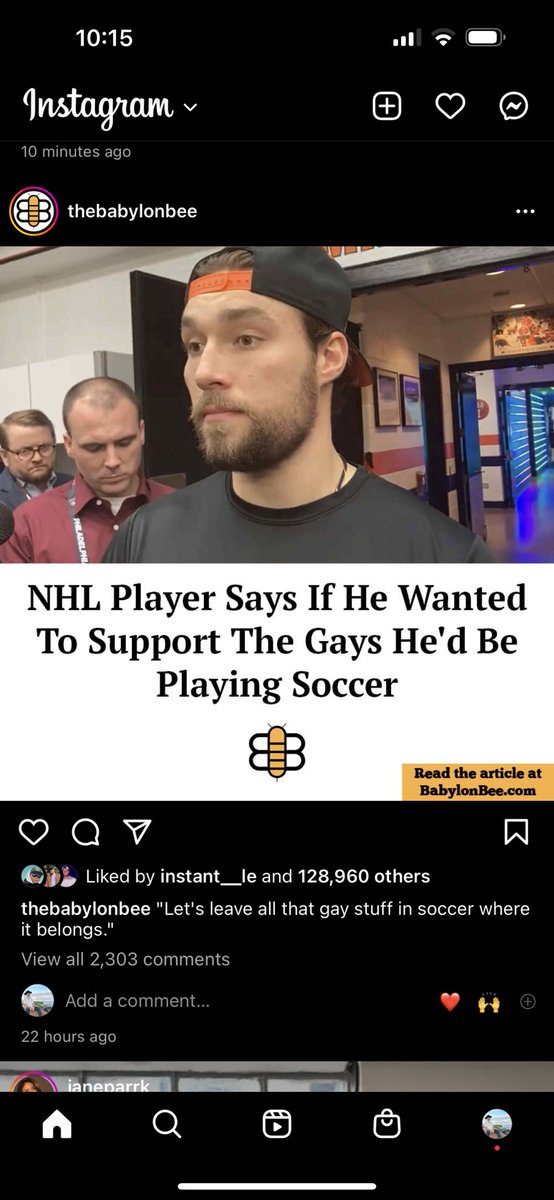 10:15
Instagram
10 minutes ago
thebabylonbee
PHILADELPHI
NHL Player Says If He Wanted
To Support The Gays He'd Be
Playing Soccer
Read the article at
BabylonBee.com
Liked by instant__le and 128,960 others
thebabylonbee "Let's leave all that gay stuff in soccer where
it belongs."
View all 2,303 comments
Add a comment...
22 hours ago
janeparrk